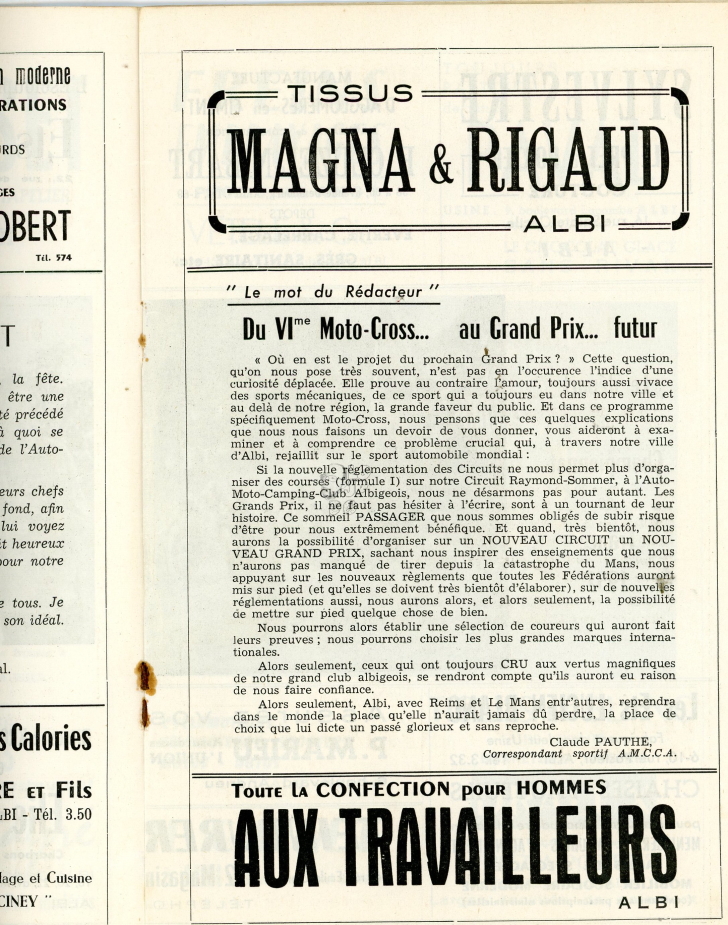 n moderne
RATIONS
URDS
GES
OBERT
Tél. 574
T
, la fête.
être une
té précédé
à quoi se
de l'Auto-
eurs chefs
fond, afin
lui voyez
it heureux
pour notre
e tous. Je
son idéal.
al.
s Calories
RE ET Fils
LBI - Tél. 3.50
lage et Cuisine
CINEY "
TISSUS
MAGNA & RIGAUD
ALBI
" Le mot du Rédacteur "
Du VIme Moto-Cross... au Grand Prix... futur
« Où en est le projet du prochain Grand Prix ? » Cette question,
qu'on nous pose très souvent, n'est pas en l'occurence l'indice d'une
curiosité déplacée. Elle prouve au contraire l'amour, toujours aussi vivace
des sports mécaniques, de ce sport qui a toujours eu dans notre ville et
au delà de notre région, la grande faveur du public. Et dans ce programme
spécifiquement Moto-Cross, nous pensons que ces quelques explications
que nous nous faisons un devoir de vous donner, vous aideront à exa-
miner et à comprendre ce problème crucial qui, à travers notre ville
d'Albi, rejaillit sur le sport automobile mondial :
Si la nouvelle réglementation des Circuits ne nous permet plus d'orga-
niser des courses (formule I) sur notre Circuit Raymond-Sommer, à l'Auto-
Moto-Camping-Club Albigeois, nous ne désarmons pas pour autant. Les
Grands Prix, il ne faut pas hésiter à l'écrire, sont à un tournant de leur
histoire. Ce sommeil PASSAGER que nous sommes obligés de subir risque
d'être pour nous extrêmement bénéfique. Et quand, très bientôt, nous
aurons la possibilité d'organiser sur un NOUVEAU CIRCUIT un NOU-
VEAU GRAND PRIX, sachant nous inspirer des enseignements que nous
n'aurons pas manqué de tirer depuis la catastrophe du Mans, nous
appuyant sur les nouveaux règlements que toutes les Fédérations auront
mis sur pied (et qu'elles se doivent très bientôt d'élaborer), sur de nouvelles
réglementations aussi, nous aurons alors, et alors seulement, la possibilité
de mettre sur pied quelque chose de bien.
Nous pourrons alors établir une sélection de coureurs qui auront fait
leurs preuves ; nous pourrons choisir les plus grandes marques interna-
tionales.
Alors seulement, ceux qui ont toujours CRU aux vertus magnifiques
de notre grand club albigeois, se rendront compte qu'ils auront eu raison
de nous faire confiance.
Alors seulement, Albi, avec Reims et Le Mans entr'autres, reprendra
dans le monde la place qu'elle n'aurait jamais dû perdre, la place de
choix que lui dicte un passé glorieux et sans reproche.
Claude PAUTHE,
Correspondant sportif A.M.C.C.A.
Toute la CONFECTION pour HOMMES
AUX TRAVAILLEURS
ALBI